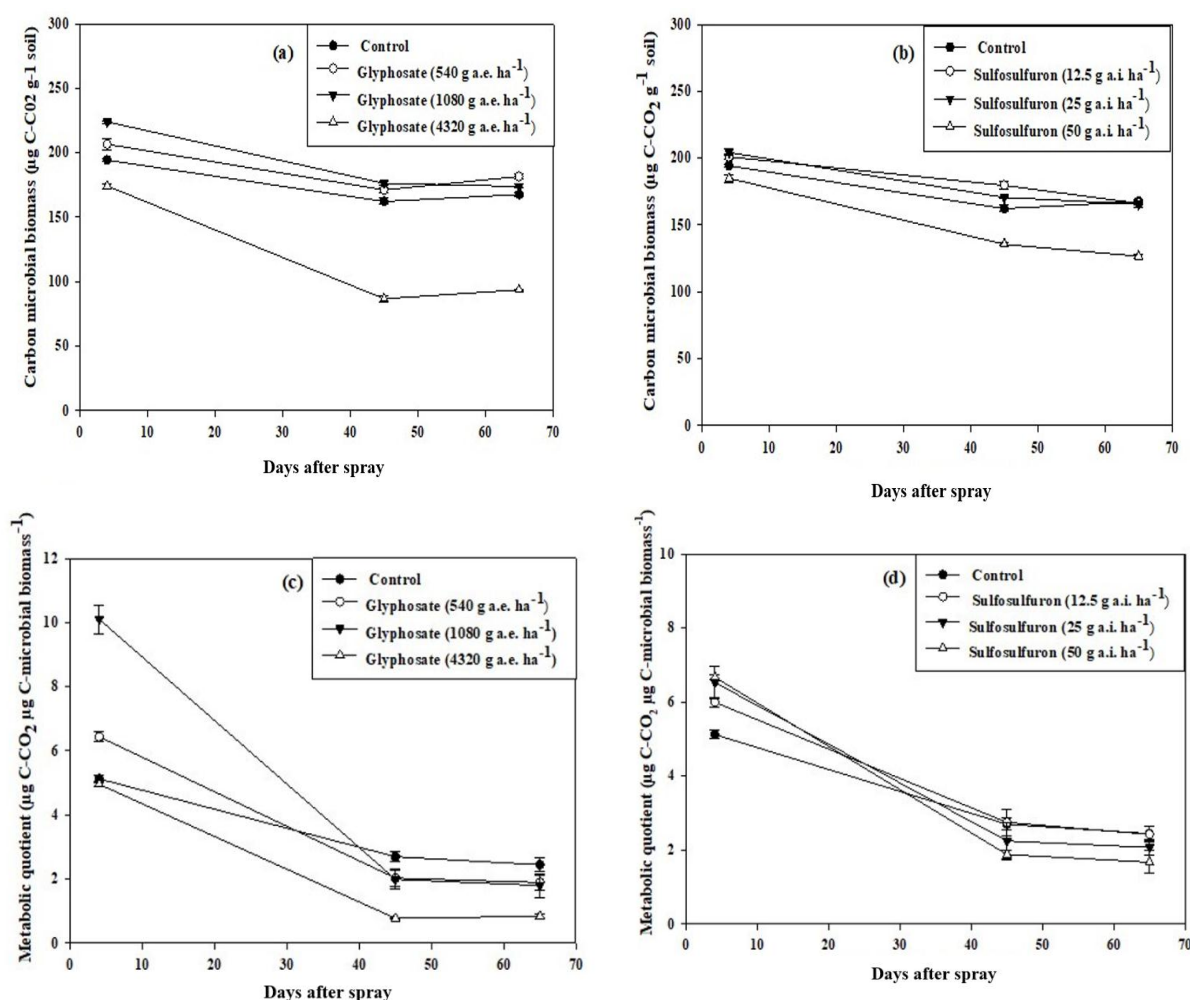 Carbon microbial biomass (µg C-C02 g-1 soil)
300
250
200
150
100
50
0
(a)
Control
Glyphosate (540 g a.e. ha-1)
Glyphosate (1080 g a.e. ha-1)
Glyphosate (4320 g a.e. ha-1)
0 10 20 30 40 50 60 70
Days after spray
Carbon microbial biomass (µg C-CO2 g-1 soil)
300
250
200
150
100
50
0
(b)
Control
Sulfosulfuron (12.5 g a.i. ha-1)
Sulfosulfuron (25 g a.i. ha-1)
Sulfosulfuron (50 g a.i. ha-1)
0 10 20 30 40 50 60 70
Days after spray
Metabolic quotient (µg C-CO2 µg C-microbial biomass-1)
12
10
8
6
4
2
0
(c)
Control
Glyphosate (540 g a.e. ha-1)
Glyphosate (1080 g a.e. ha-1)
Glyphosate (4320 g a.e. ha-1)
0 10 20 30 40 50 60 70
Days after spray
Metabolic quotient (µg C-CO2 µg C-microbial biomass-1)
10
8
6
4
2
0
(d)
Control
Sulfosulfuron (12.5 g a.i. ha-1)
Sulfosulfuron (25 g a.i. ha-1)
Sulfosulfuron (50 g a.i. ha-1)
0 10 20 30 40 50 60 70
Days after spray